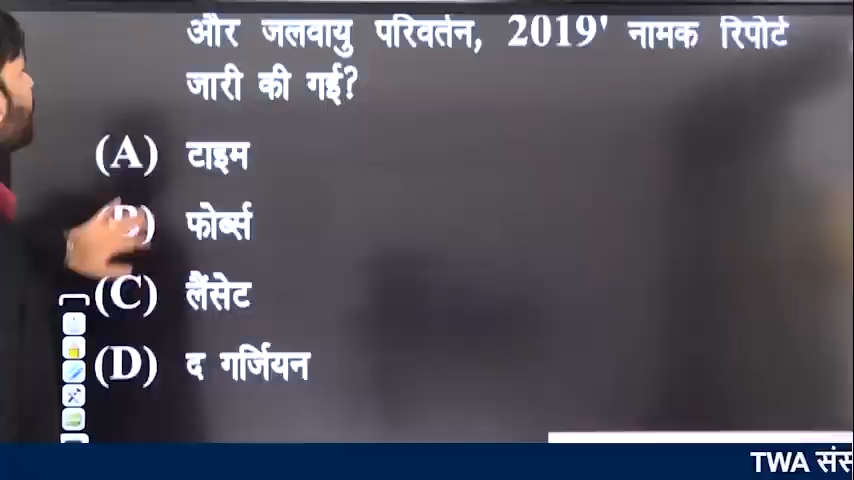 और जलवायु परिवर्तन, 2019' नामक रिपोर्ट
जारी की गई?
(A) टाइम
(B) फोर्ब्स
(C) लैंसेट
(D) द गर्जियन
TWA संस